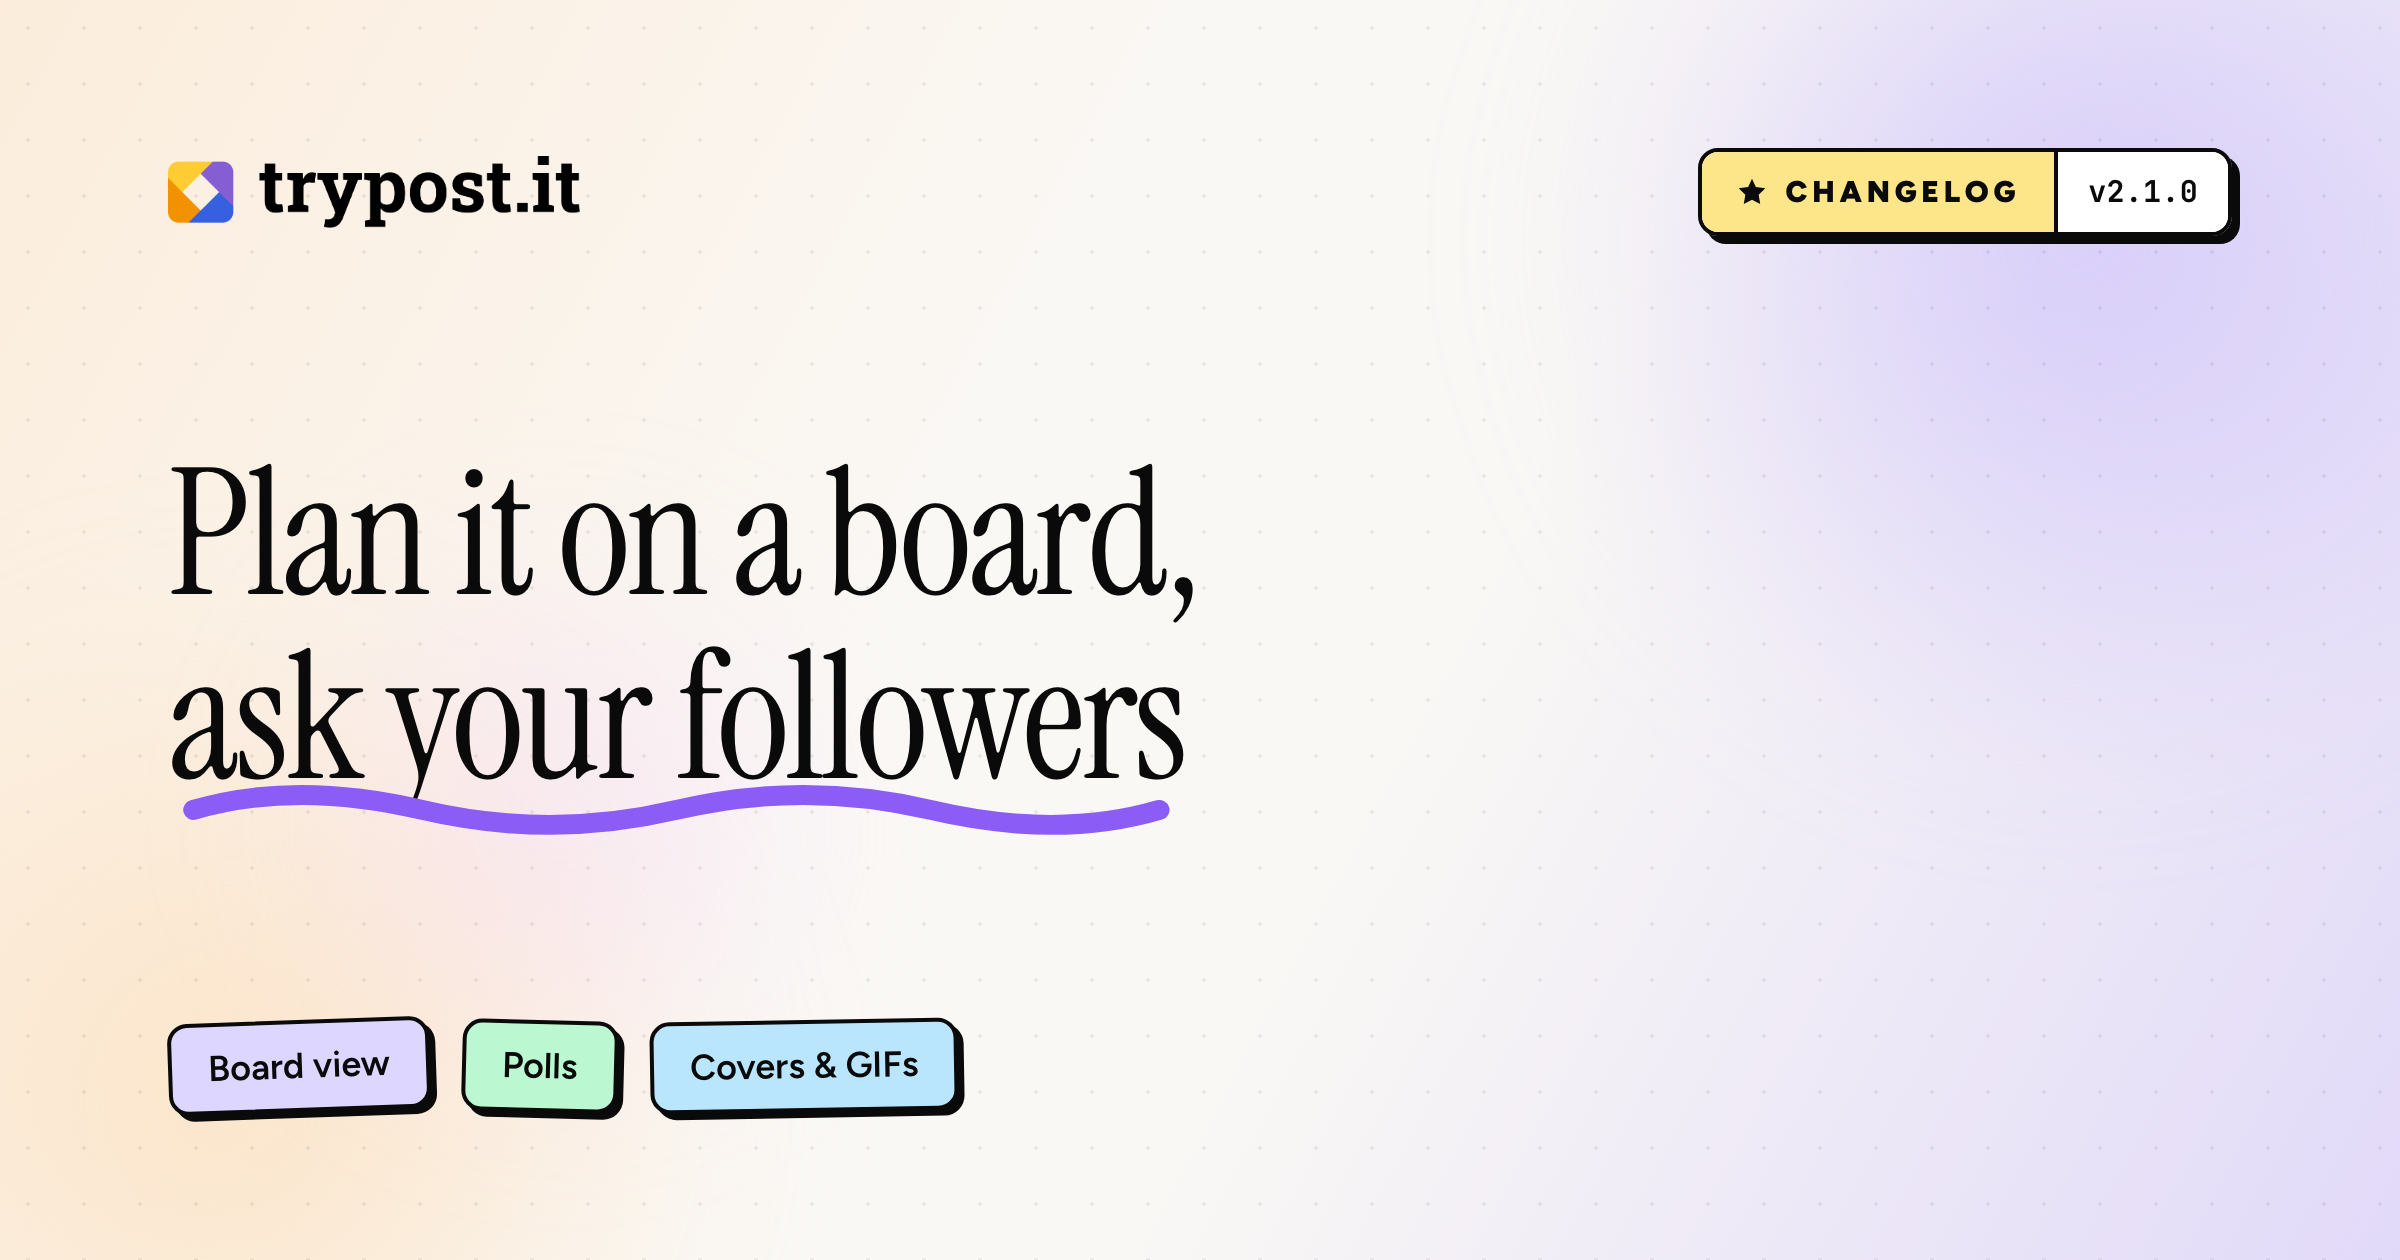 trypost.it
★ CHANGELOG v2.1.0
Plan it on a board,
ask your followers
Board view Polls Covers & GIFs